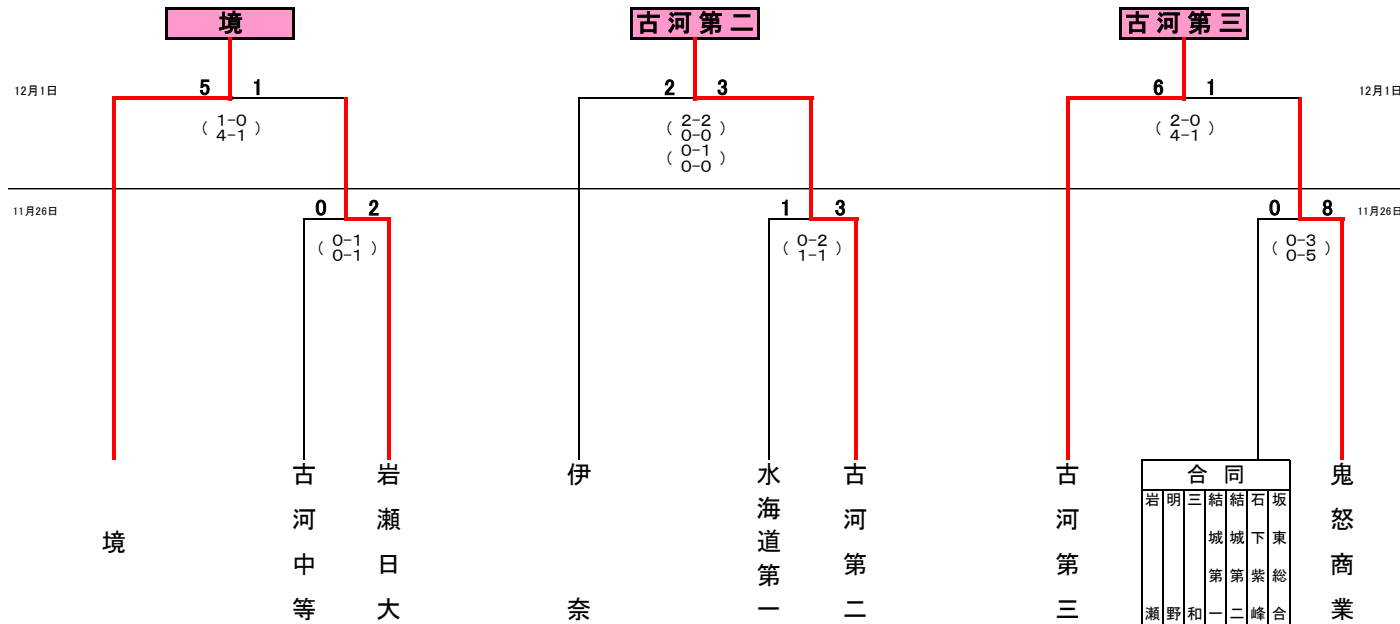 境
古河第二
古河第三
12月1日
5 1
2 3
6 1
12月1日
( 1-0
4-1 )
( 2-2
0-0 )
( 0-1
0-0 )
( 2-0
4-1 )
11月26日
0 2
1 3
0 8
11月26日
( 0-1
0-1 )
( 0-2
1-1 )
( 0-3
0-5 )
境
古河中等
岩瀬日大
伊奈
水海道第一
古河第二
古河第三
合同
岩瀬
明野
三和
結城第一
結城第二
石下紫峰
坂東総合
鬼怒商業